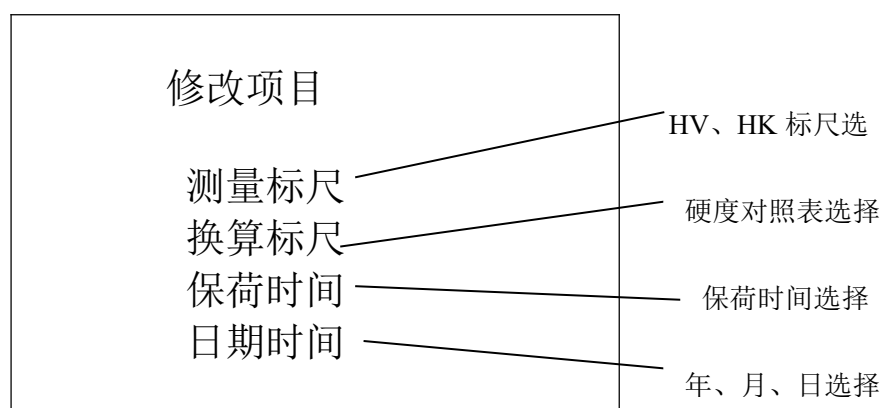 修改项目
测量标尺
换算标尺
保荷时间
日期时间
HV、HK 标尺选
硬度对照表选择
保荷时间选择
年、月、日选择